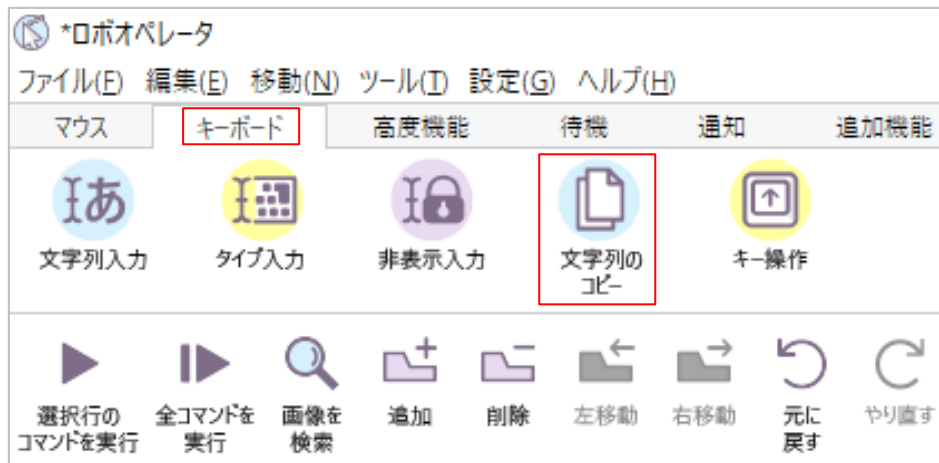 *ロボオペレータ
ファイル(F) 編集(E) 移動(N) ツール(T) 設定(G) ヘルプ(H)
マウス キーボード 高度機能 待機 通知 追加機能
あ
文字列入力 タイプ入力 非表示入力 文字列の
コピー キー操作
選択行の
コマンドを実行 全コマンドを
実行 画像を
検索 追加 削除 左移動 右移動 元に
戻す やり直す